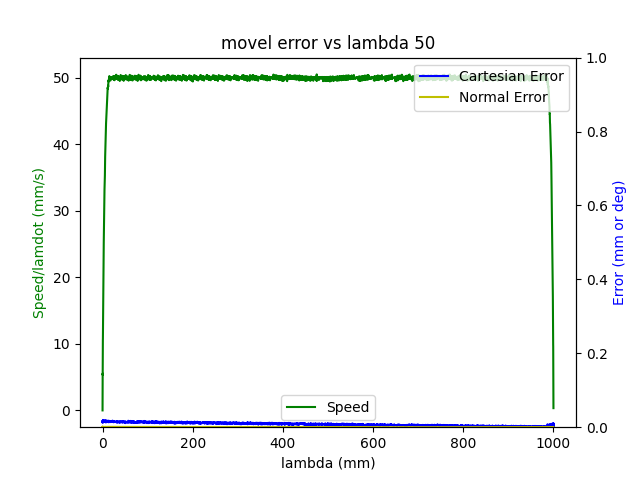 movel error vs lambda 50
50
40
30
20
10
0
Speed/lamdot (mm/s)
1.0
0.8
0.6
0.4
0.2
0.0
Error (mm or deg)
Cartesian Error
Normal Error
Speed
0 200 400 600 800 1000
lambda (mm)